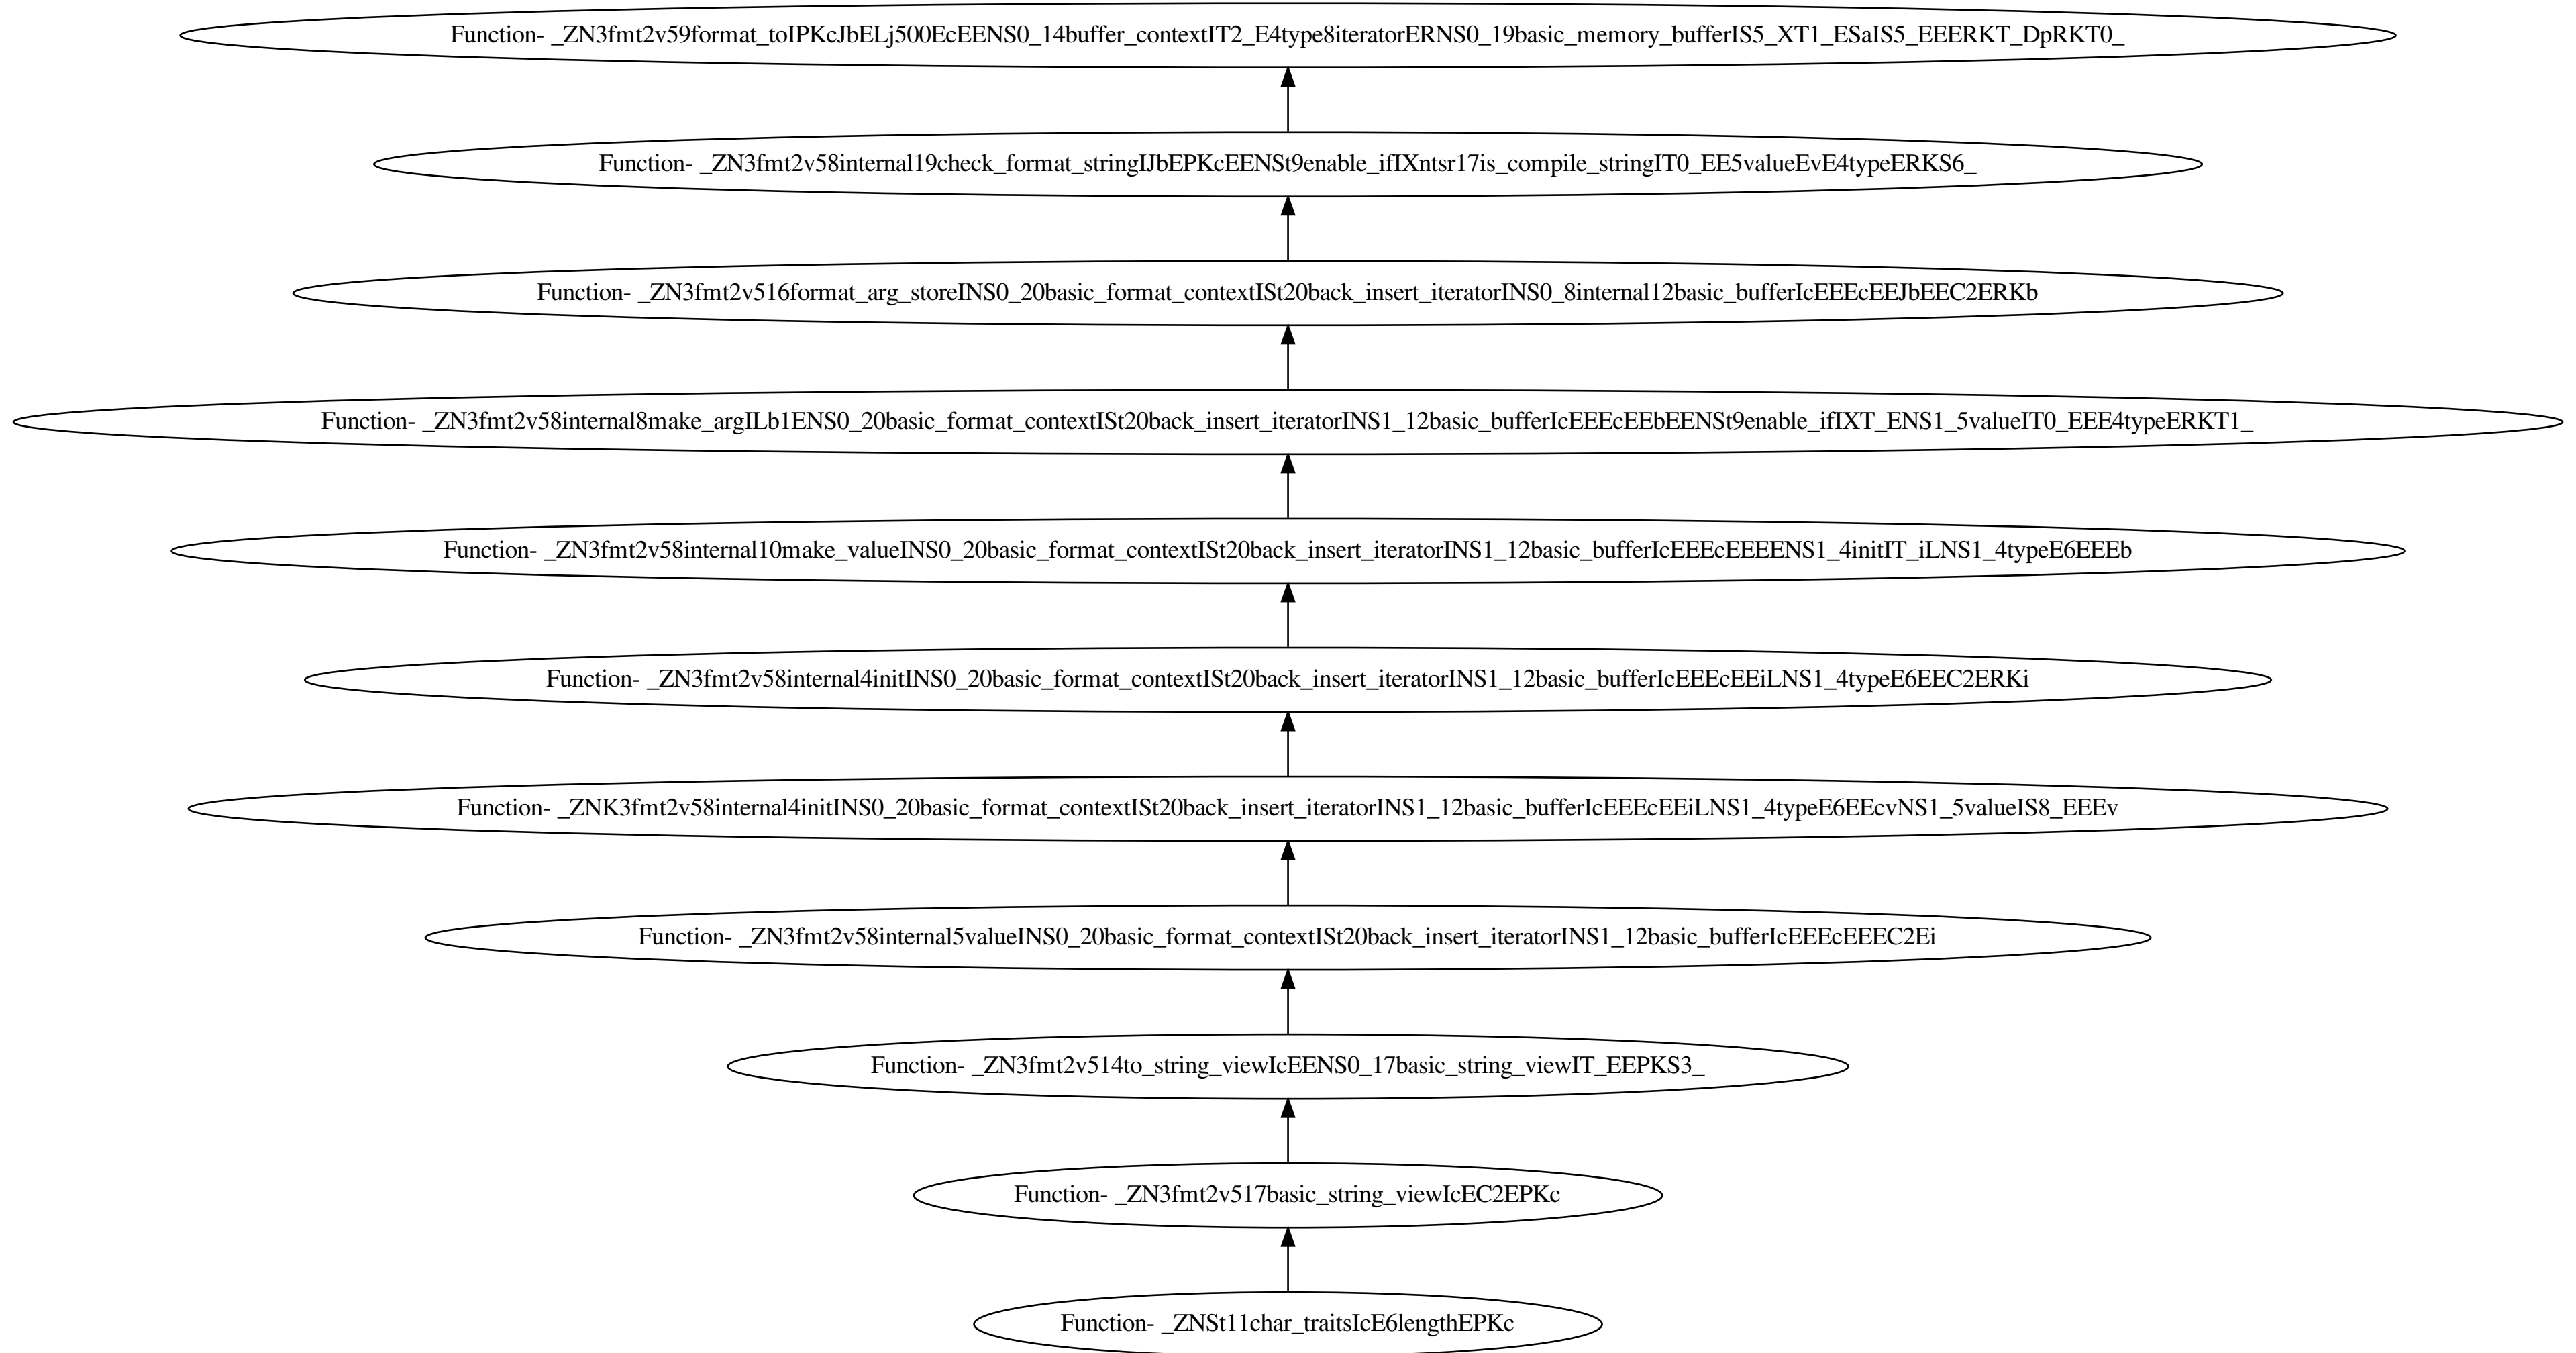 Function- _ZN3fmt2v59format_toIPKcJbELj500EcEENS0_14buffer_contextIT2_E4type8iteratorERNS0_19basic_memory_bufferIS5_XT1_ESaIS5_EEERKT_DpRKT0_
Function- _ZN3fmt2v58internal19check_format_stringIJbEPKcEENSt9enable_ifIXntsr17is_compile_stringIT0_EE5valueEvE4typeERKS6_
Function- _ZN3fmt2v516format_arg_storeINS0_20basic_format_contextISt20back_insert_iteratorINS0_8internal12basic_bufferIcEEEcEEJbEEC2ERKb
Function- _ZN3fmt2v58internal8make_argILb1ENS0_20basic_format_contextISt20back_insert_iteratorINS1_12basic_bufferIcEEEcEEbEENSt9enable_ifIXT_ENS1_5valueIT0_EEE4typeERKT1_
Function- _ZN3fmt2v58internal10make_valueINS0_20basic_format_contextISt20back_insert_iteratorINS1_12basic_bufferIcEEEcEEEENS1_4initIT_iLNS1_4typeE6EEEb
Function- _ZN3fmt2v58internal4initINS0_20basic_format_contextISt20back_insert_iteratorINS1_12basic_bufferIcEEEcEEiLNS1_4typeE6EEC2ERKi
Function- _ZNK3fmt2v58internal4initINS0_20basic_format_contextISt20back_insert_iteratorINS1_12basic_bufferIcEEEcEEiLNS1_4typeE6EEcvNS1_5valueIS8_EEEv
Function- _ZN3fmt2v58internal5valueINS0_20basic_format_contextISt20back_insert_iteratorINS1_12basic_bufferIcEEEcEEEC2Ei
Function- _ZN3fmt2v514to_string_viewIcEENS0_17basic_string_viewIT_EEPKS3_
Function- _ZN3fmt2v517basic_string_viewIcEC2EPKc
Function- _ZNSt11char_traitsIcE6lengthEPKc